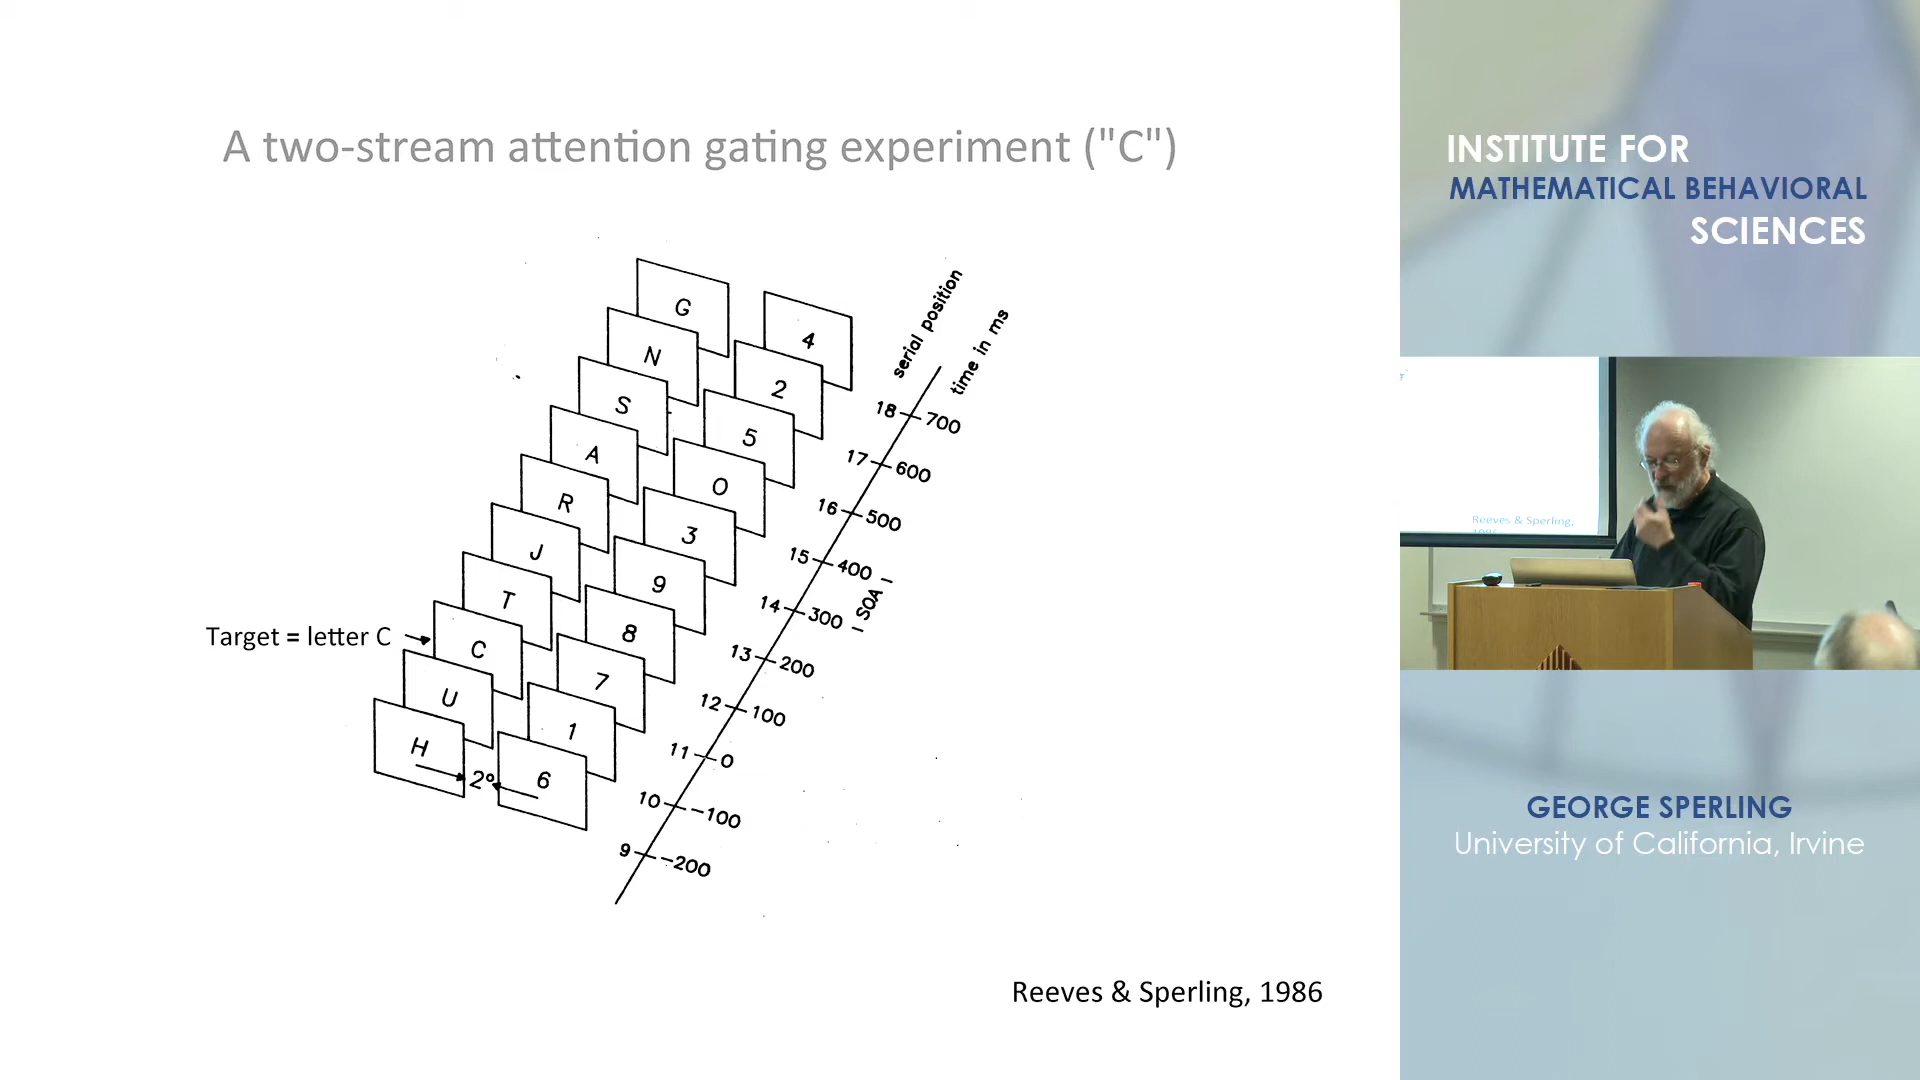 A two-stream attention gating experiment ("C")
G
4
N
2
S
5
A
O
R
3
J
9
T
8
Target = letter C
C
7
U
1
H
2°
6
serial position
time in ms
18 700
17 600
16 500
15 400
14 300
SOA
13 200
12 100
11 0
10 -100
9 -200
Reeves & Sperling, 1986
INSTITUTE FOR
MATHEMATICAL BEHAVIORAL
SCIENCES
Reeves & Sperling,
GEORGE SPERLING
University of California, Irvine